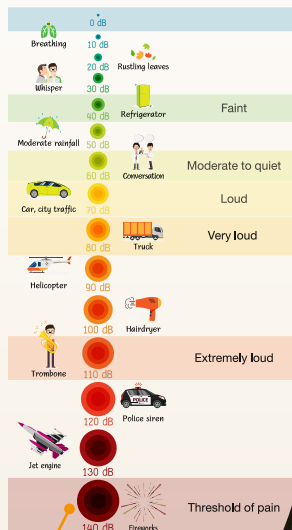 0 dB
Breathing
10 dB
Rustling leaves
20 dB
Whisper
30 dB
Refrigerator
40 dB
Faint
Moderate rainfall
50 dB
Conversation
60 dB
Moderate to quiet
Car, city traffic
70 dB
Loud
Truck
80 dB
Very loud
Helicopter
90 dB
Hairdryer
100 dB
Trombone
110 dB
Extremely loud
POLICE
Police siren
120 dB
Jet engine
130 dB
Threshold of pain
140 dB
Fireworks